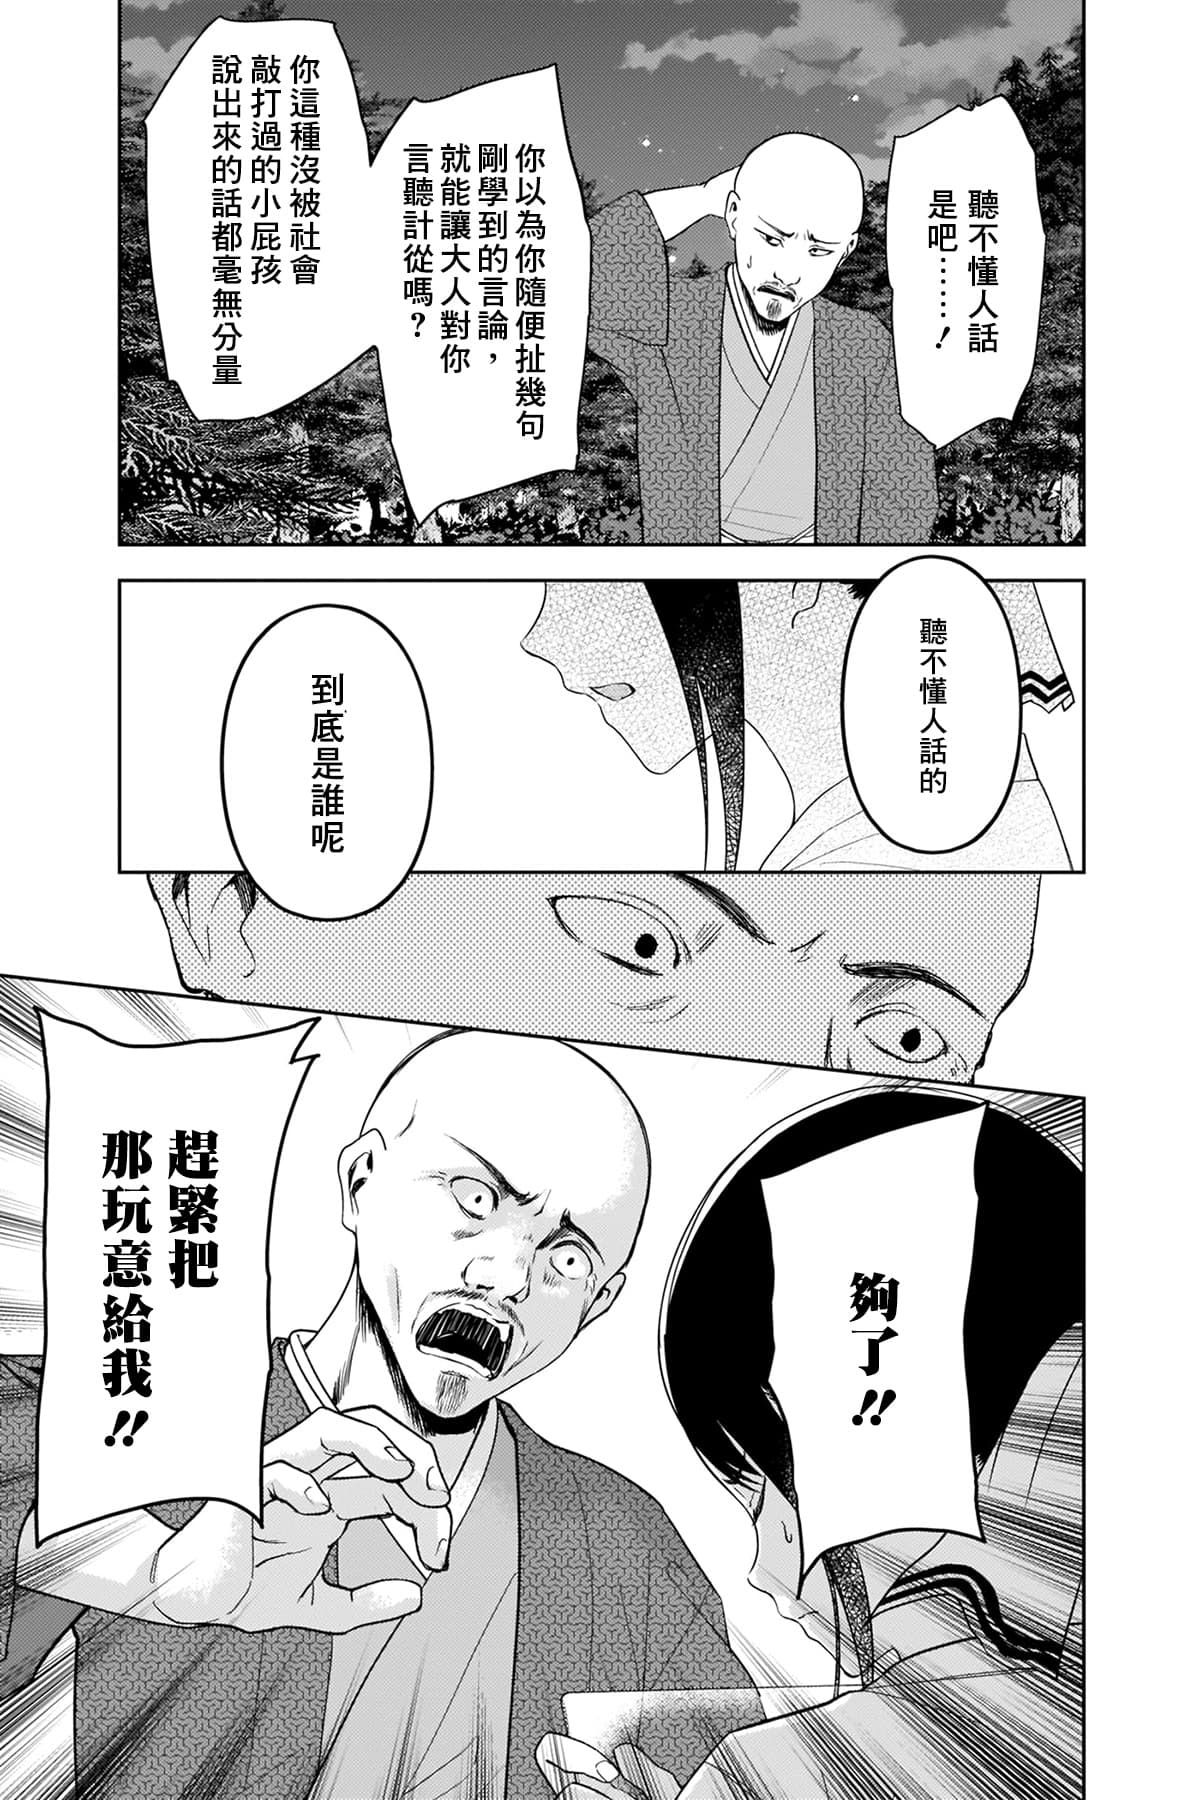 聽不懂人話
是吧……！
你以為你隨便扯幾句
剛學到的言論，
就能讓大人對你
言聽計從嗎？
你這種沒被社會
敲打過的小屁孩
說出來的話都毫無分量
聽不懂人話的
到底是誰呢
夠了！！
趕緊把
那玩意給我！！